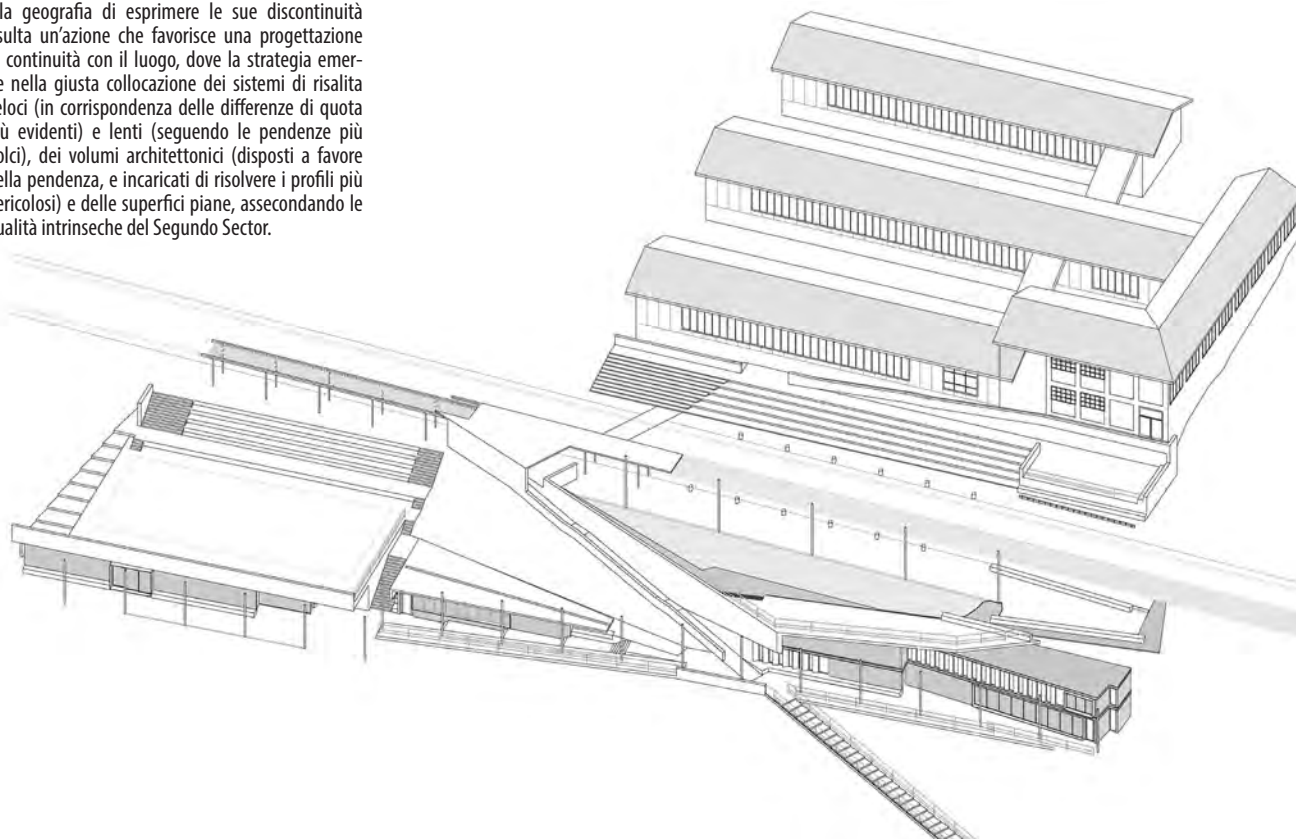 la geografia di esprimere le sue discontinuità
sulta un'azione che favorisce una progettazione
continuità con il luogo, dove la strategia emer-
e nella giusta collocazione dei sistemi di risalita
eloci (in corrispondenza delle differenze di quota
ù evidenti) e lenti (seguendo le pendenze più
olci), dei volumi architettonici (disposti a favore
ella pendenza, e incaricati di risolvere i profili più
ericolosi) e delle superfici piane, assecondando le
ualità intrinseche del Segundo Sector.